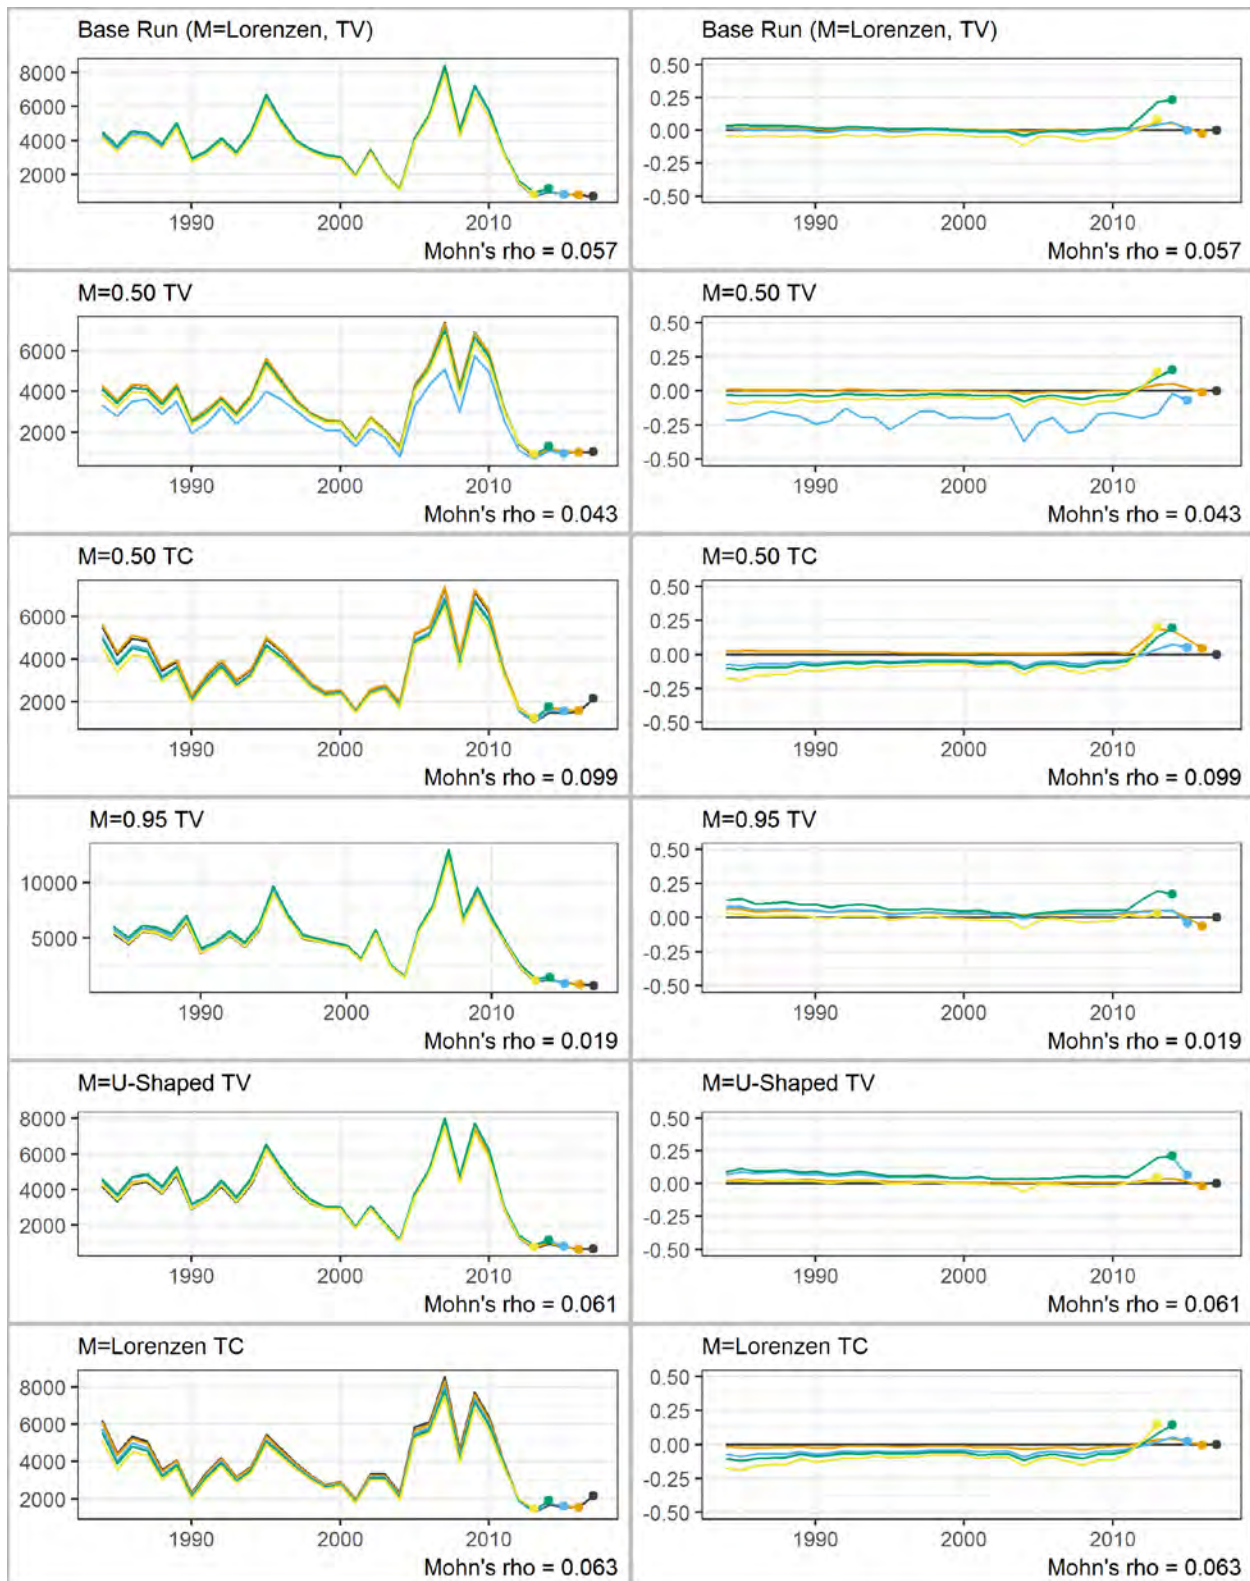 Base Run (M=Lorenzen, TV)
8000
6000
4000
2000
1990 2000 2010
Mohn's rho = 0.057
Base Run (M=Lorenzen, TV)
0.50
0.25
0.00
-0.25
-0.50
1990 2000 2010
Mohn's rho = 0.057
M=0.50 TV
6000
4000
2000
1990 2000 2010
Mohn's rho = 0.043
M=0.50 TV
0.50
0.25
0.00
-0.25
-0.50
1990 2000 2010
Mohn's rho = 0.043
M=0.50 TC
6000
4000
2000
1990 2000 2010
Mohn's rho = 0.099
M=0.50 TC
0.50
0.25
0.00
-0.25
-0.50
1990 2000 2010
Mohn's rho = 0.099
M=0.95 TV
10000
5000
1990 2000 2010
Mohn's rho = 0.019
M=0.95 TV
0.50
0.25
0.00
-0.25
-0.50
1990 2000 2010
Mohn's rho = 0.019
M=U-Shaped TV
8000
6000
4000
2000
1990 2000 2010
Mohn's rho = 0.061
M=U-Shaped TV
0.50
0.25
0.00
-0.25
-0.50
1990 2000 2010
Mohn's rho = 0.061
M=Lorenzen TC
8000
6000
4000
2000
1990 2000 2010
Mohn's rho = 0.063
M=Lorenzen TC
0.50
0.25
0.00
-0.25
-0.50
1990 2000 2010
Mohn's rho = 0.063